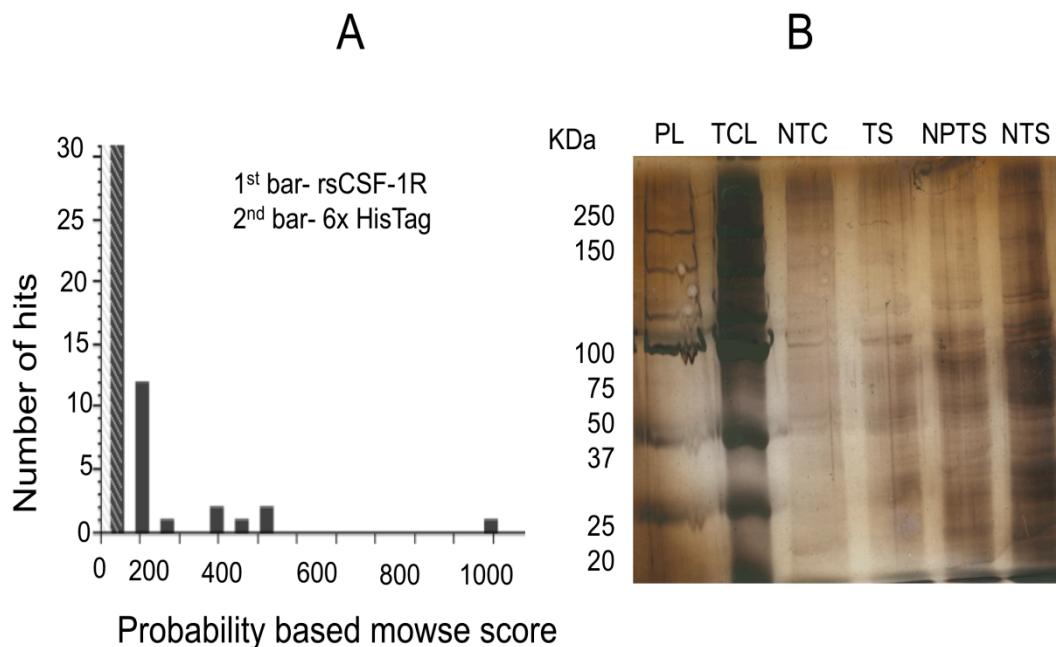 A
B
KDa
PL TCL NTC TS NPTS NTS
30
25
20
15
10
5
0
Number of hits
1st bar- rsCSF-1R
2nd bar- 6x HisTag
0 200 400 600 800 1000
Probability based mowse score
250
150
100
75
50
37
25
20